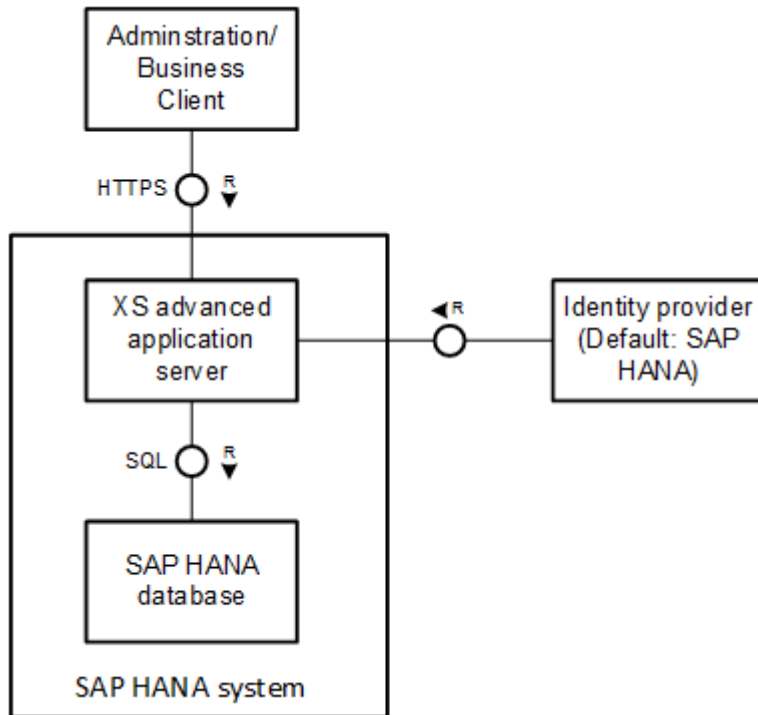 Adminstration/
Business
Client
HTTPS
R
XS advanced
application
server
R
Identity provider
(Default: SAP
HANA)
SQL
R
SAP HANA
database
SAP HANA system